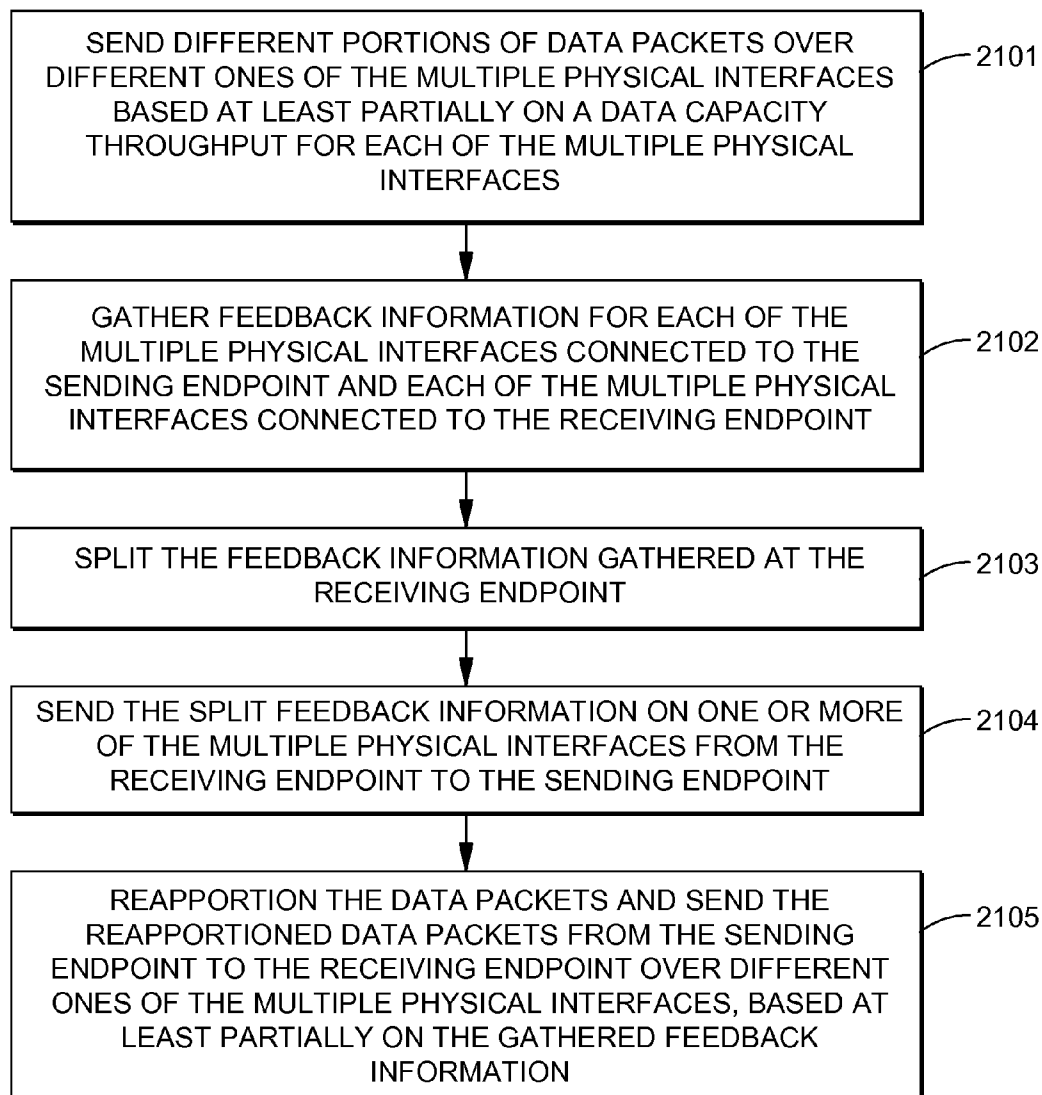 SEND DIFFERENT PORTIONS OF DATA PACKETS OVER
DIFFERENT ONES OF THE MULTIPLE PHYSICAL INTERFACES
BASED AT LEAST PARTIALLY ON A DATA CAPACITY
THROUGHPUT FOR EACH OF THE MULTIPLE PHYSICAL
INTERFACES
2101
GATHER FEEDBACK INFORMATION FOR EACH OF THE
MULTIPLE PHYSICAL INTERFACES CONNECTED TO THE
SENDING ENDPOINT AND EACH OF THE MULTIPLE PHYSICAL
INTERFACES CONNECTED TO THE RECEIVING ENDPOINT
2102
SPLIT THE FEEDBACK INFORMATION GATHERED AT THE
RECEIVING ENDPOINT
2103
SEND THE SPLIT FEEDBACK INFORMATION ON ONE OR MORE
OF THE MULTIPLE PHYSICAL INTERFACES FROM THE
RECEIVING ENDPOINT TO THE SENDING ENDPOINT
2104
REAPPORTION THE DATA PACKETS AND SEND THE
REAPPORTIONED DATA PACKETS FROM THE SENDING
ENDPOINT TO THE RECEIVING ENDPOINT OVER DIFFERENT
ONES OF THE MULTIPLE PHYSICAL INTERFACES, BASED AT
LEAST PARTIALLY ON THE GATHERED FEEDBACK
INFORMATION
2105